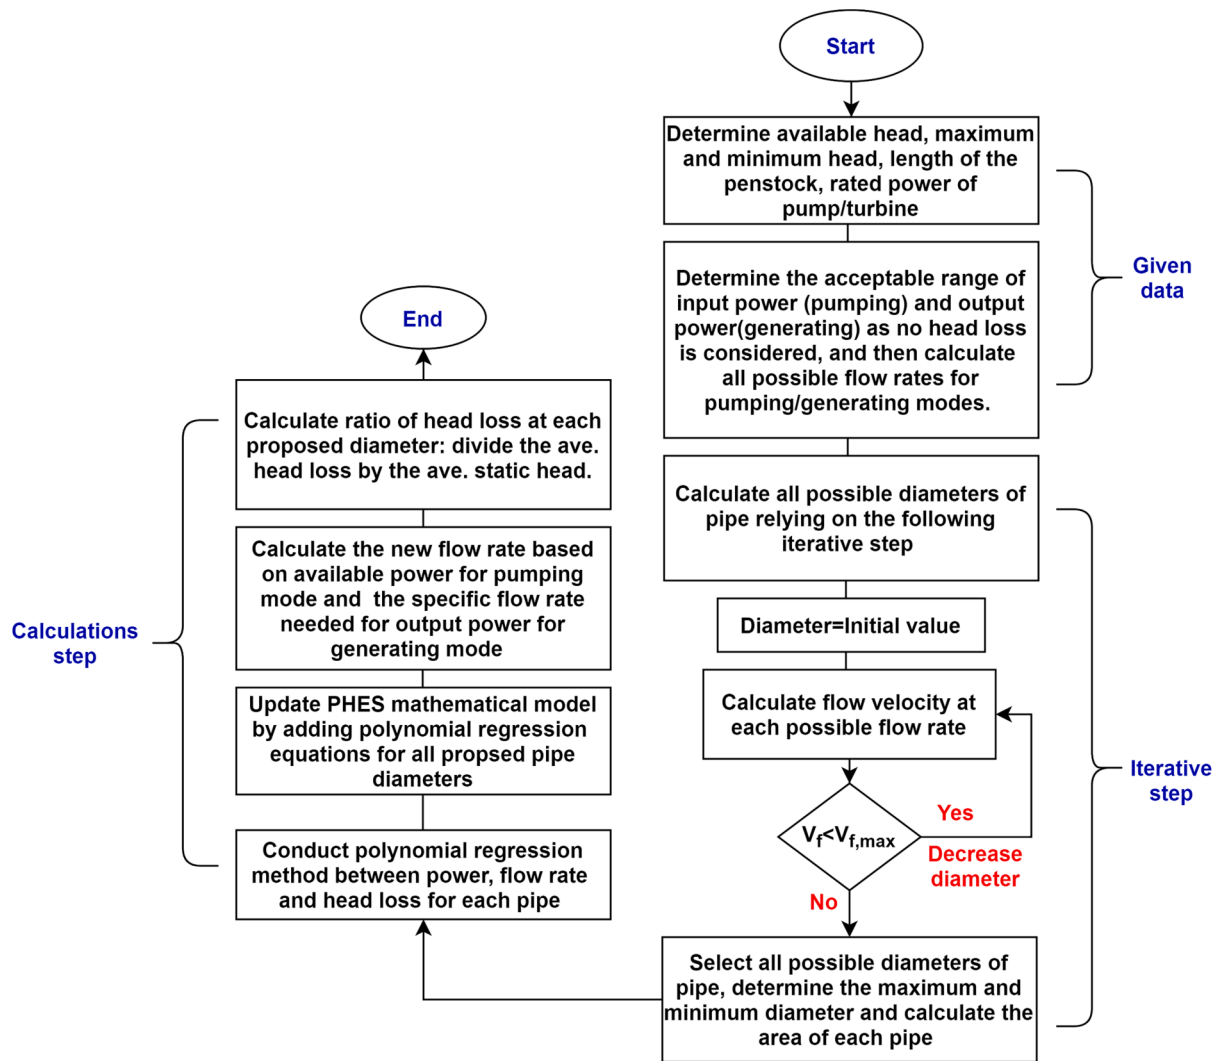 Start
Determine available head, maximum
and minimum head, length of the
penstock, rated power of
pump/turbine
Determine the acceptable range of
input power (pumping) and output
power(generating) as no head loss
is considered, and then calculate
all possible flow rates for
pumping/generating modes.
Given
data
Calculate all possible diameters of
pipe relying on the following
iterative step
Diameter=Initial value
Calculate flow velocity at
each possible flow rate
Vf<Vf,max
Yes
Decrease
diameter
No
Select all possible diameters of
pipe, determine the maximum and
minimum diameter and calculate the
area of each pipe
Iterative
step
Conduct polynomial regression
method between power, flow rate
and head loss for each pipe
Update PHES mathematical model
by adding polynomial regression
equations for all propsed pipe
diameters
Calculate the new flow rate based
on available power for pumping
mode and  the specific flow rate
needed for output power for
generating mode
Calculate ratio of head loss at each
proposed diameter: divide the ave.
head loss by the ave. static head.
Calculations
step
End